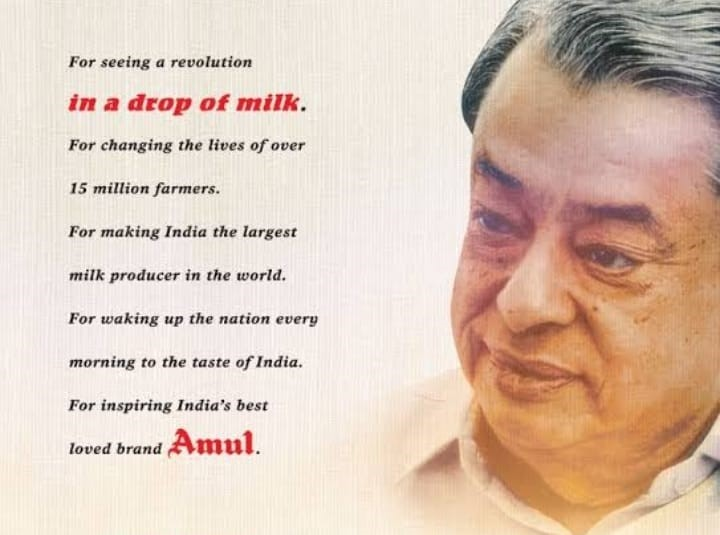 For seeing a revolution
in a drop of milk.
For changing the lives of over
15 million farmers.
For making India the largest
milk producer in the world.
For waking up the nation every
morning to the taste of India.
For inspiring India's best
loved brand Amul.